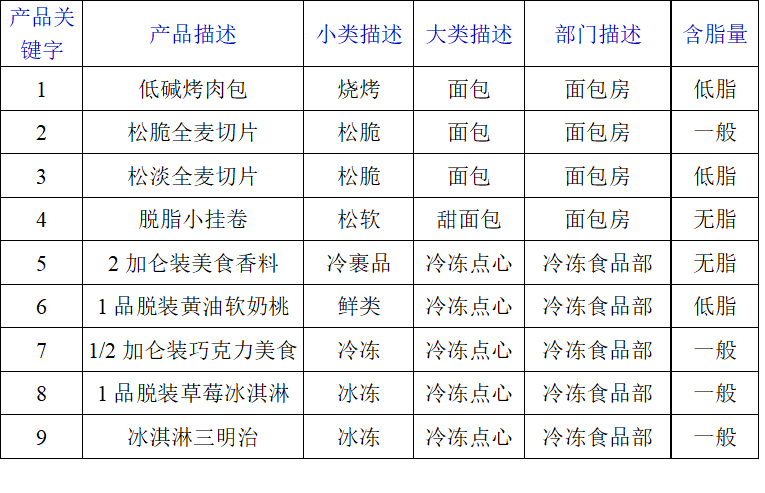 产品关键字 产品描述 小类描述 大类描述 部门描述 含脂量
1 低碱烤肉包 烧烤 面包 面包房 低脂
2 松脆全麦切片 松脆 面包 面包房 一般
3 松淡全麦切片 松脆 面包 面包房 低脂
4 脱脂小挂卷 松软 甜面包 面包房 无脂
5 2 加仑装美食香料 冷裹品 冷冻点心 冷冻食品部 无脂
6 1 品脱装黄油软奶桃 鲜类 冷冻点心 冷冻食品部 低脂
7 1/2 加仑装巧克力美食 冷冻 冷冻点心 冷冻食品部 一般
8 1 品脱装草莓冰淇淋 冰冻 冷冻点心 冷冻食品部 一般
9 冰淇淋三明治 冰冻 冷冻点心 冷冻食品部 一般